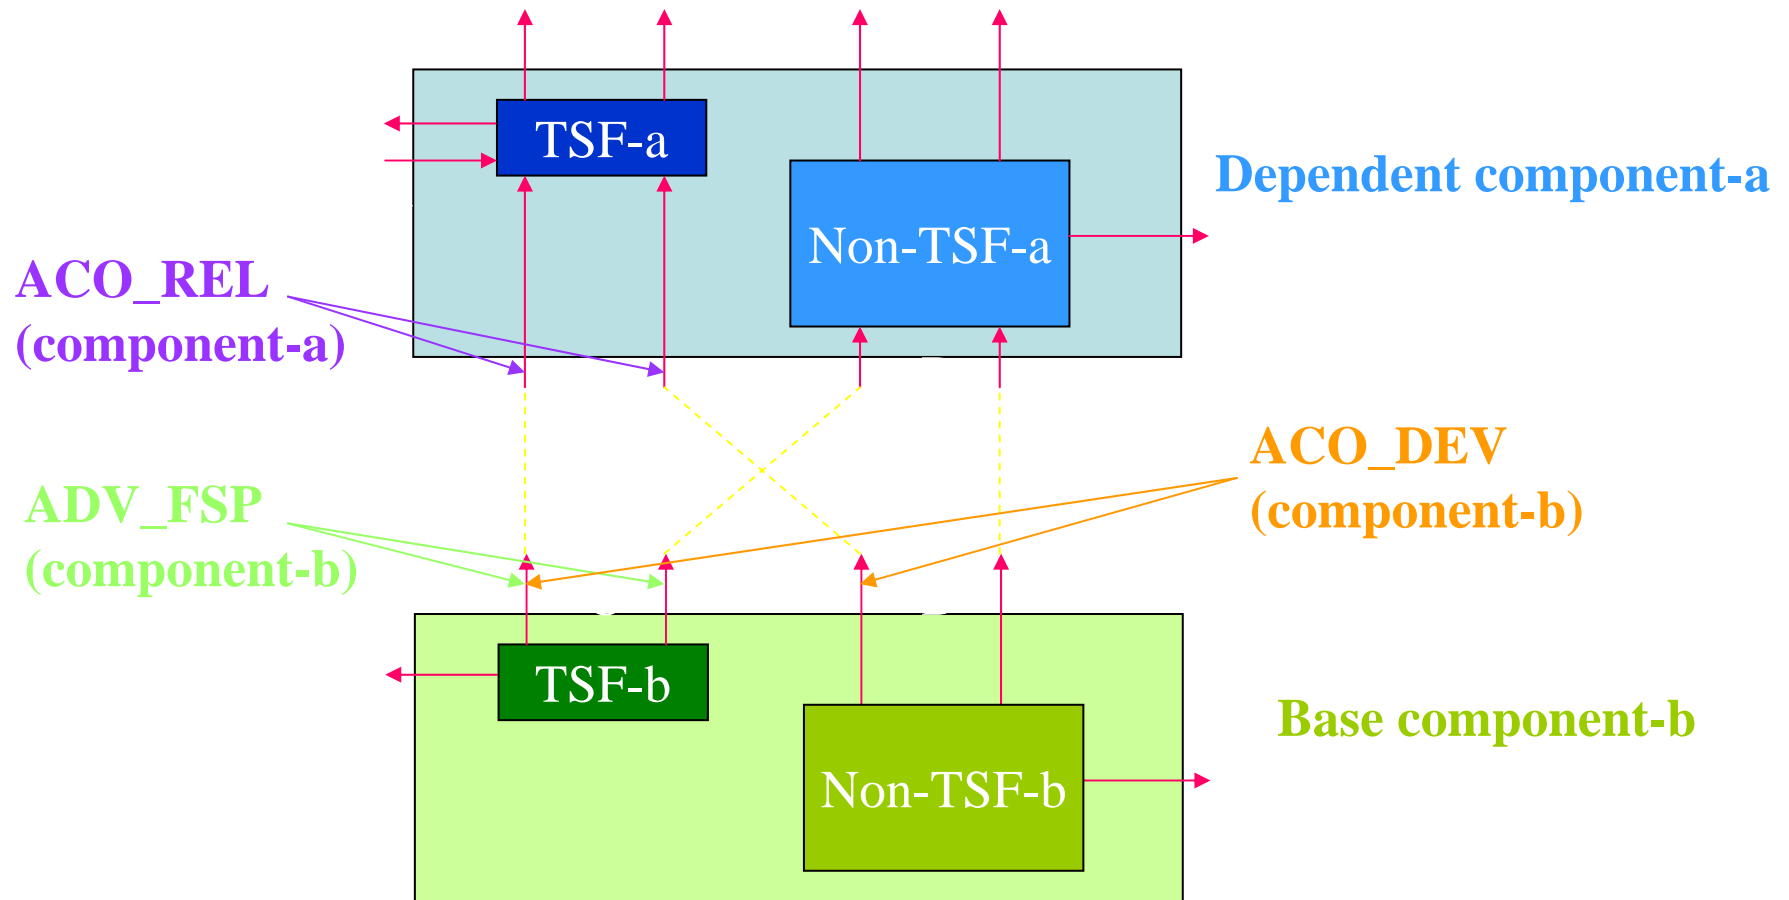 TSF-a
Dependent component-a
Non-TSF-a
ACO_REL
(component-a)
ACO_DEV
(component-b)
ADV_FSP
(component-b)
TSF-b
Base component-b
Non-TSF-b